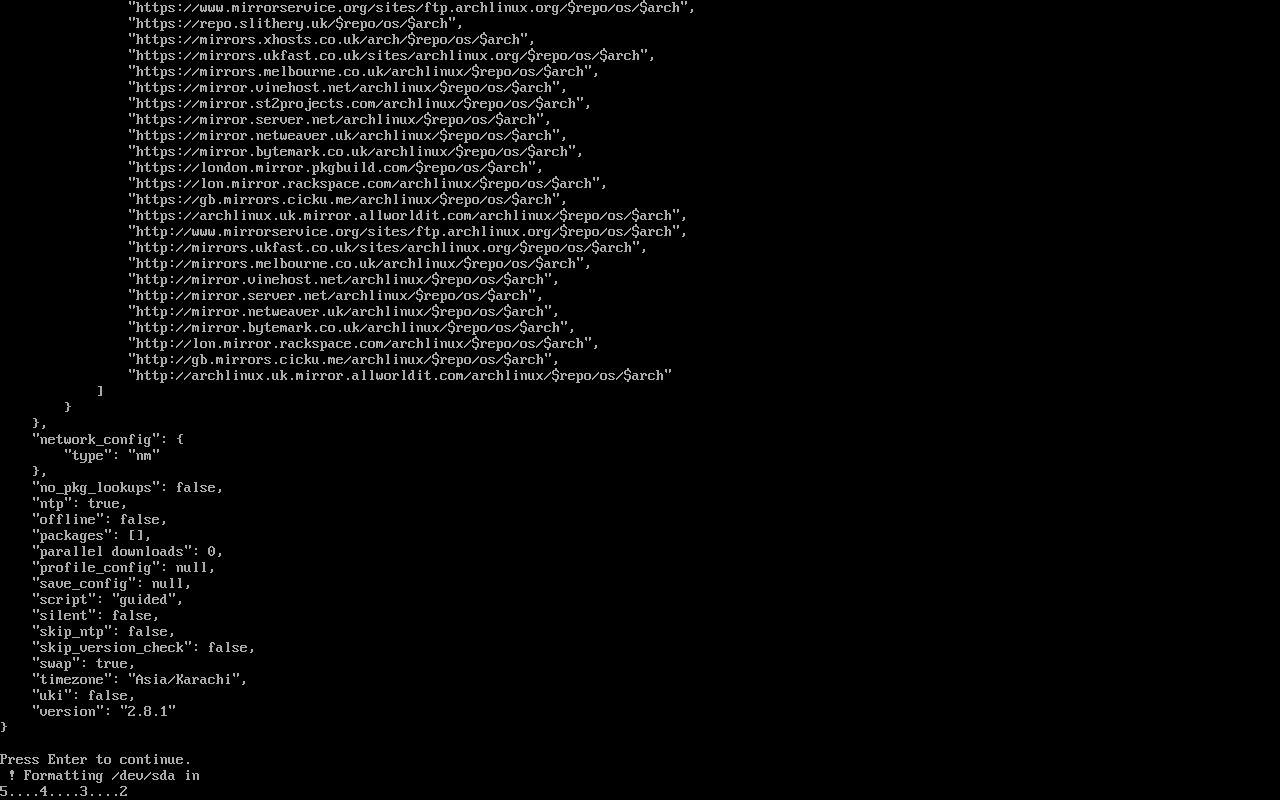 "https://www.mirrorservice.org/sites/ftp.archlinux.org/$repo/os/$arch",
"https://repo.slithery.uk/$repo/os/$arch",
"https://mirrors.xhosts.co.uk/arch/$repo/os/$arch",
"https://mirrors.ukfast.co.uk/sites/archlinux.org/$repo/os/$arch",
"https://mirrors.melbourne.co.uk/archlinux/$repo/os/$arch",
"https://mirror.vinehost.net/archlinux/$repo/os/$arch",
"https://mirror.st2projects.com/archlinux/$repo/os/$arch",
"https://mirror.server.net/archlinux/$repo/os/$arch",
"https://mirror.netweaver.uk/archlinux/$repo/os/$arch",
"https://mirror.bytemark.co.uk/archlinux/$repo/os/$arch",
"https://london.mirror.pkgbuild.com/$repo/os/$arch",
"https://lon.mirror.rackspace.com/archlinux/$repo/os/$arch",
"https://gb.mirrors.cicku.me/archlinux/$repo/os/$arch",
"https://archlinux.uk.mirror.allworldit.com/archlinux/$repo/os/$arch",
"http://www.mirrorservice.org/sites/ftp.archlinux.org/$repo/os/$arch",
"http://mirrors.ukfast.co.uk/sites/archlinux.org/$repo/os/$arch",
"http://mirrors.melbourne.co.uk/archlinux/$repo/os/$arch",
"http://mirror.vinehost.net/archlinux/$repo/os/$arch",
"http://mirror.server.net/archlinux/$repo/os/$arch",
"http://mirror.netweaver.uk/archlinux/$repo/os/$arch",
"http://mirror.bytemark.co.uk/archlinux/$repo/os/$arch",
"http://lon.mirror.rackspace.com/archlinux/$repo/os/$arch",
"http://gb.mirrors.cicku.me/archlinux/$repo/os/$arch",
"http://archlinux.uk.mirror.allworldit.com/archlinux/$repo/os/$arch"
]
}
},
"network_config": {
"type": "nm"
},
"no_pkg_lookups": false,
"ntp": true,
"offline": false,
"packages": [],
"parallel downloads": 0,
"profile_config": null,
"save_config": null,
"script": "guided",
"silent": false,
"skip_ntp": false,
"skip_version_check": false,
"swap": true,
"timezone": "Asia/Karachi",
"uki": false,
"version": "2.8.1"
}
Press Enter to continue.
! Formatting /dev/sda in
5....4....3....2